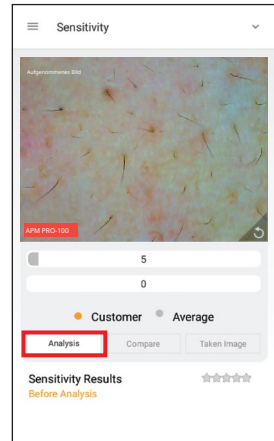 Sensitivity
Aufgenommenes Bild
APM PRO-100
5
0
Customer Average
Analysis Compare Taken Image
Sensitivity Results
Before Analysis